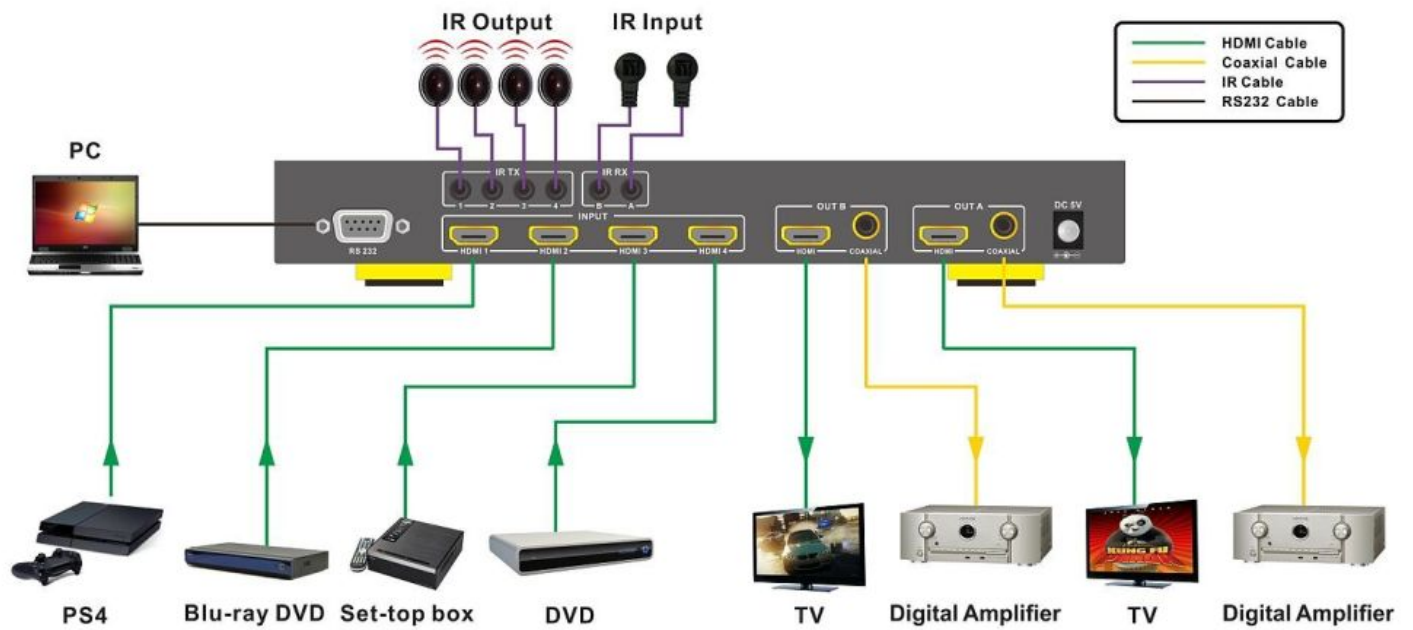 IR Output
IR Input
HDMI Cable
Coaxial Cable
IR Cable
RS232 Cable
PC
IR TX
IR RX
1 2 3 4
B A
INPUT
OUT B
OUT A
DC 5V
RS 232
HDMI 1
HDMI 2
HDMI 3
HDMI 4
HDMI
COAXIAL
HDMI
COAXIAL
KUNG FU
PS4
Blu-ray DVD
Set-top box
DVD
TV
Digital Amplifier
TV
Digital Amplifier